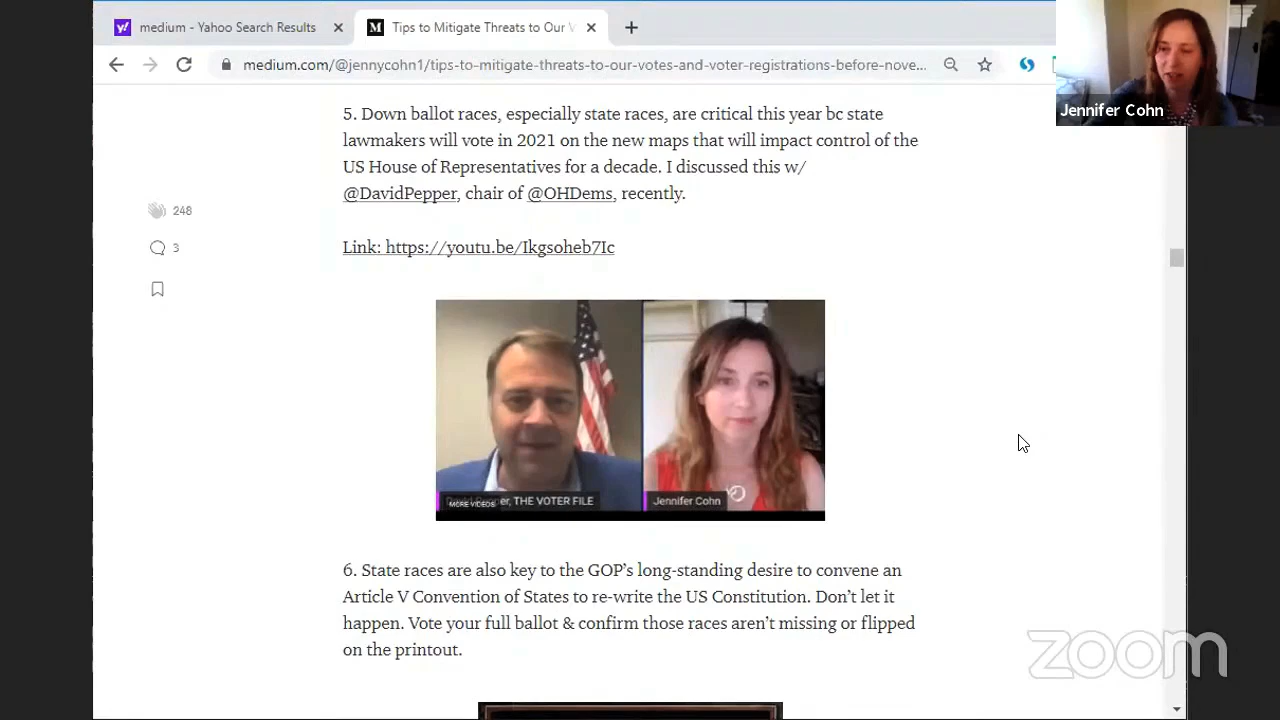 medium - Yahoo Search Results
Tips to Mitigate Threats to Our V
medium.com/@jennycohn1/tips-to-mitigate-threats-to-our-votes-and-voter-registrations-before-nove...
Jennifer Cohn
5. Down ballot races, especially state races, are critical this year bc state
lawmakers will vote in 2021 on the new maps that will impact control of the
US House of Representatives for a decade. I discussed this w/
@DavidPepper, chair of @OHDems, recently.
248
3
Link: https://youtu.be/Ikgsoheb7Ic
MORE VIDEOS
THE VOTER FILE
Jennifer Cohn
6. State races are also key to the GOP's long-standing desire to convene an
Article V Convention of States to re-write the US Constitution. Don't let it
happen. Vote your full ballot & confirm those races aren't missing or flipped
on the printout.
zoom